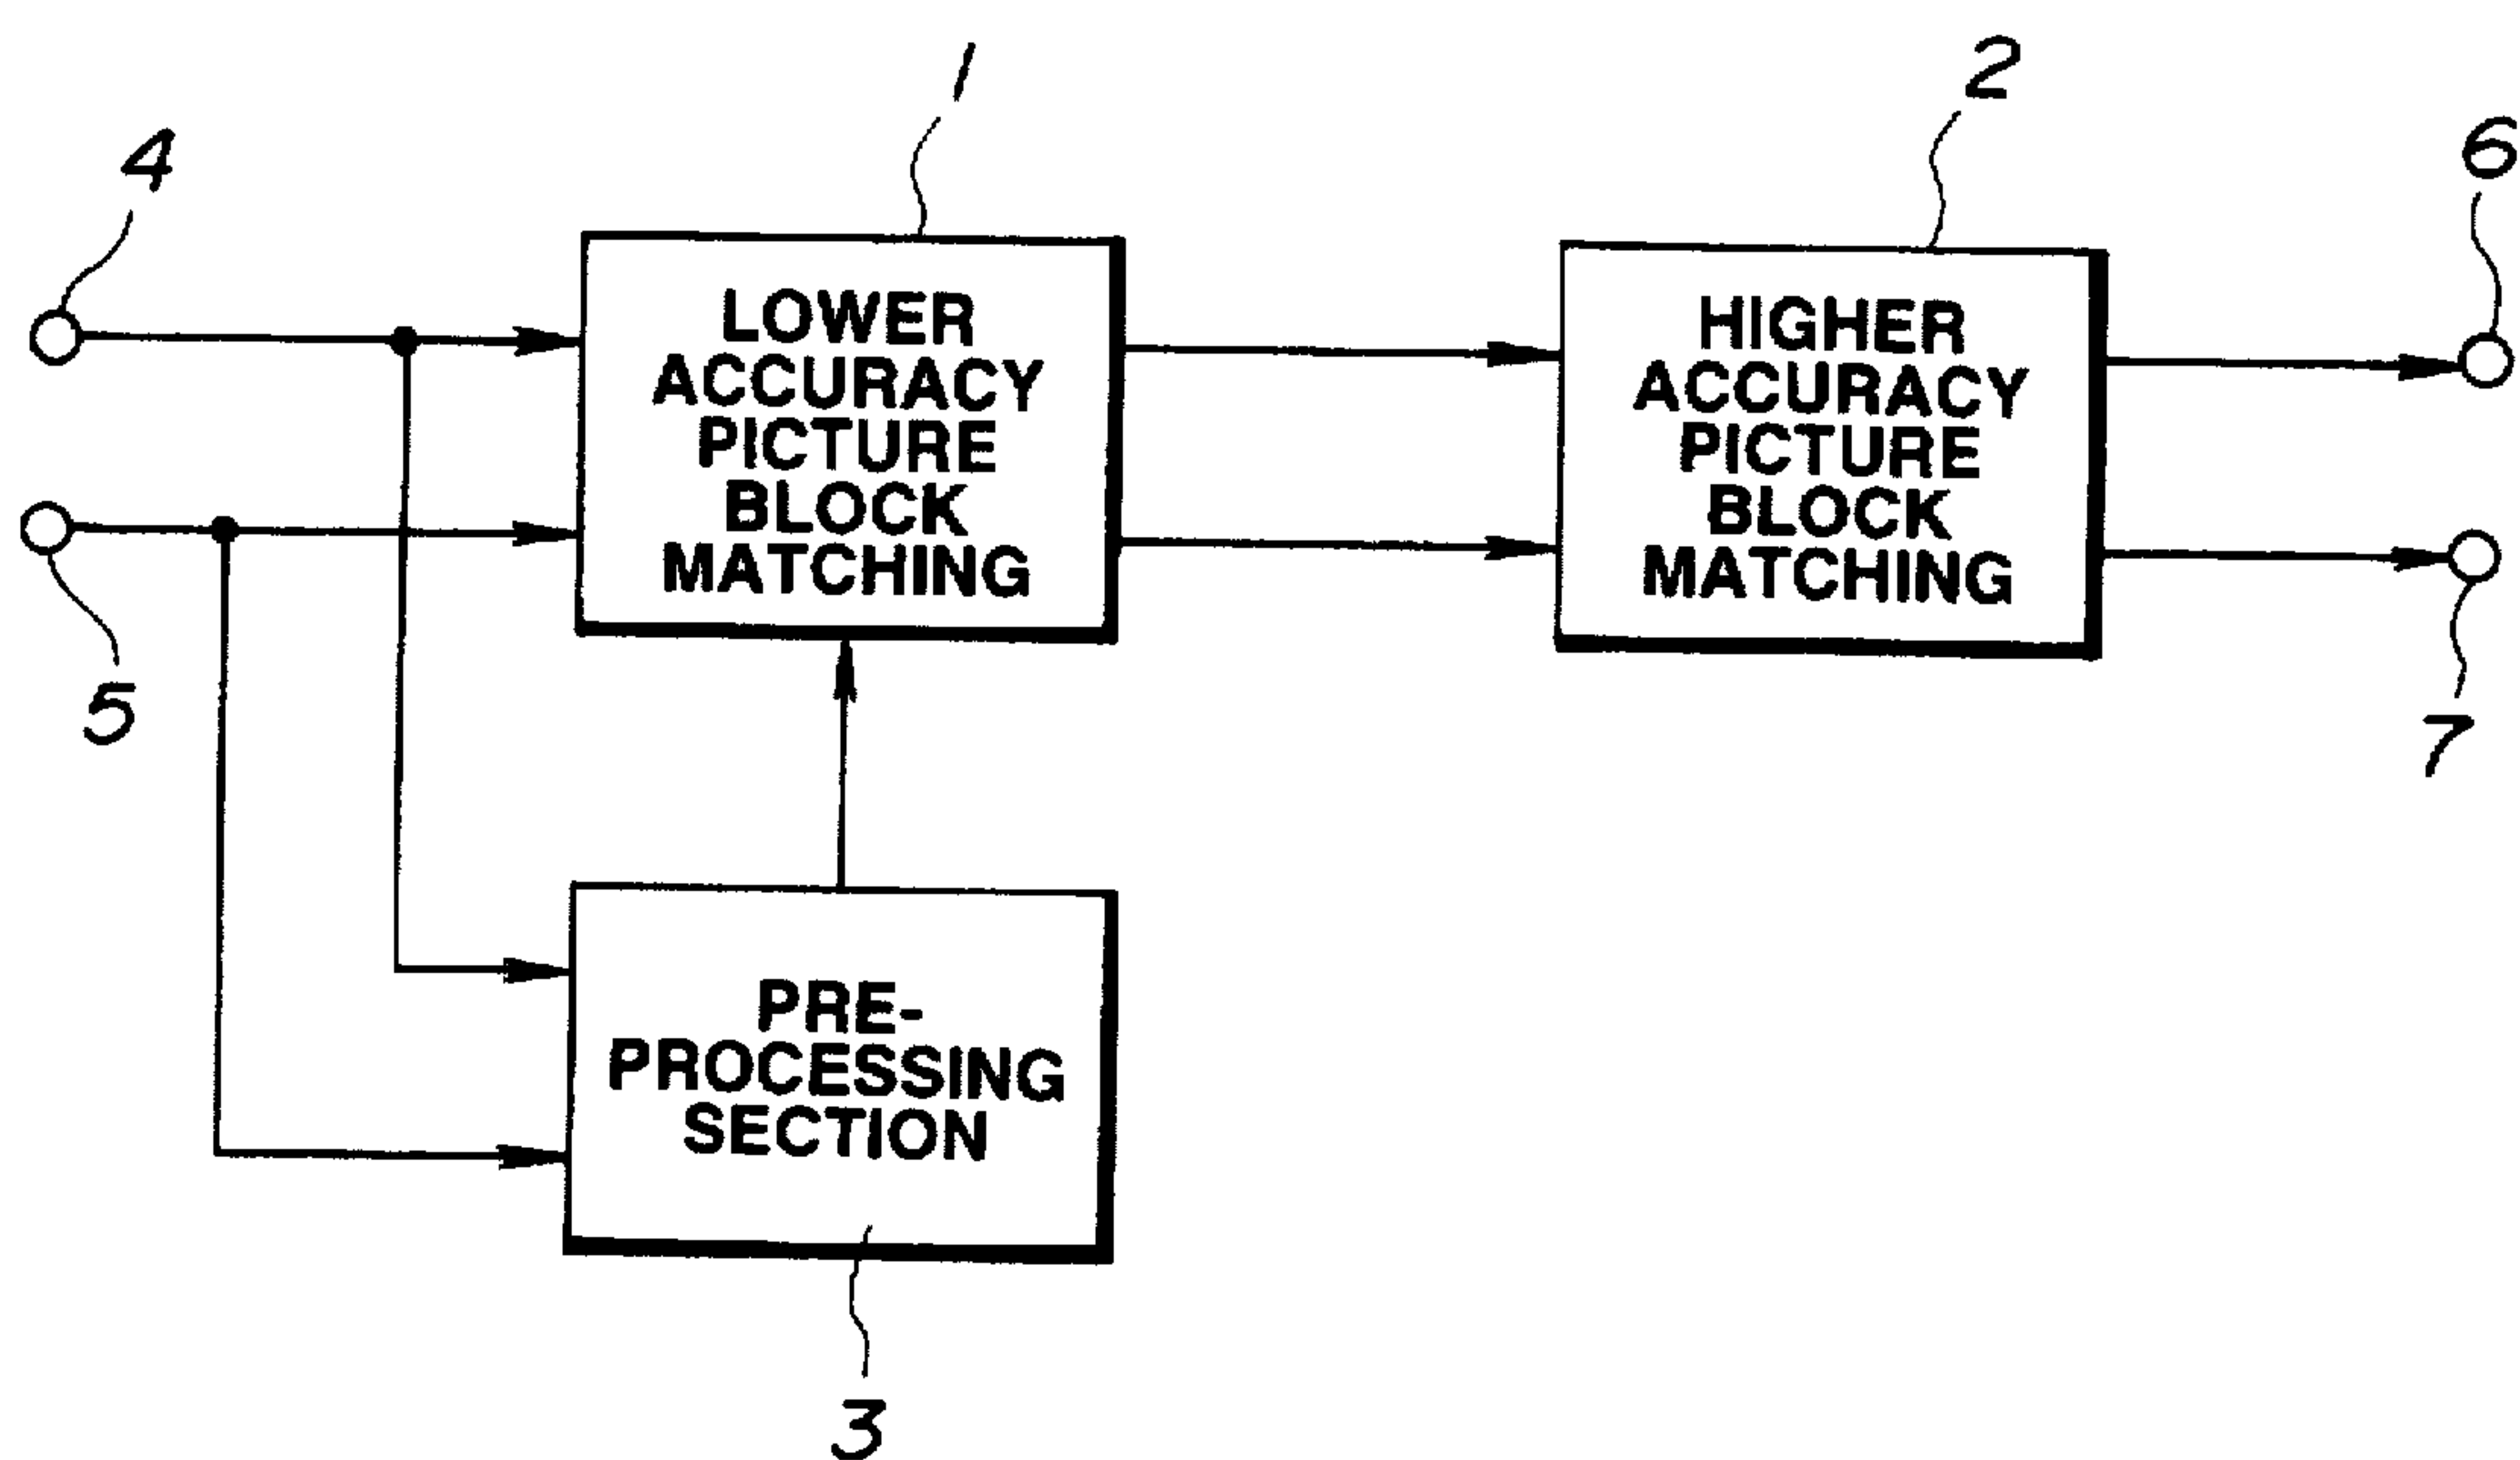 1
2
4
6
LOWER
ACCURACY
PICTURE
BLOCK
MATCHING
HIGHER
ACCURACY
PICTURE
BLOCK
MATCHING
5
7
PRE-
PROCESSING
SECTION
3